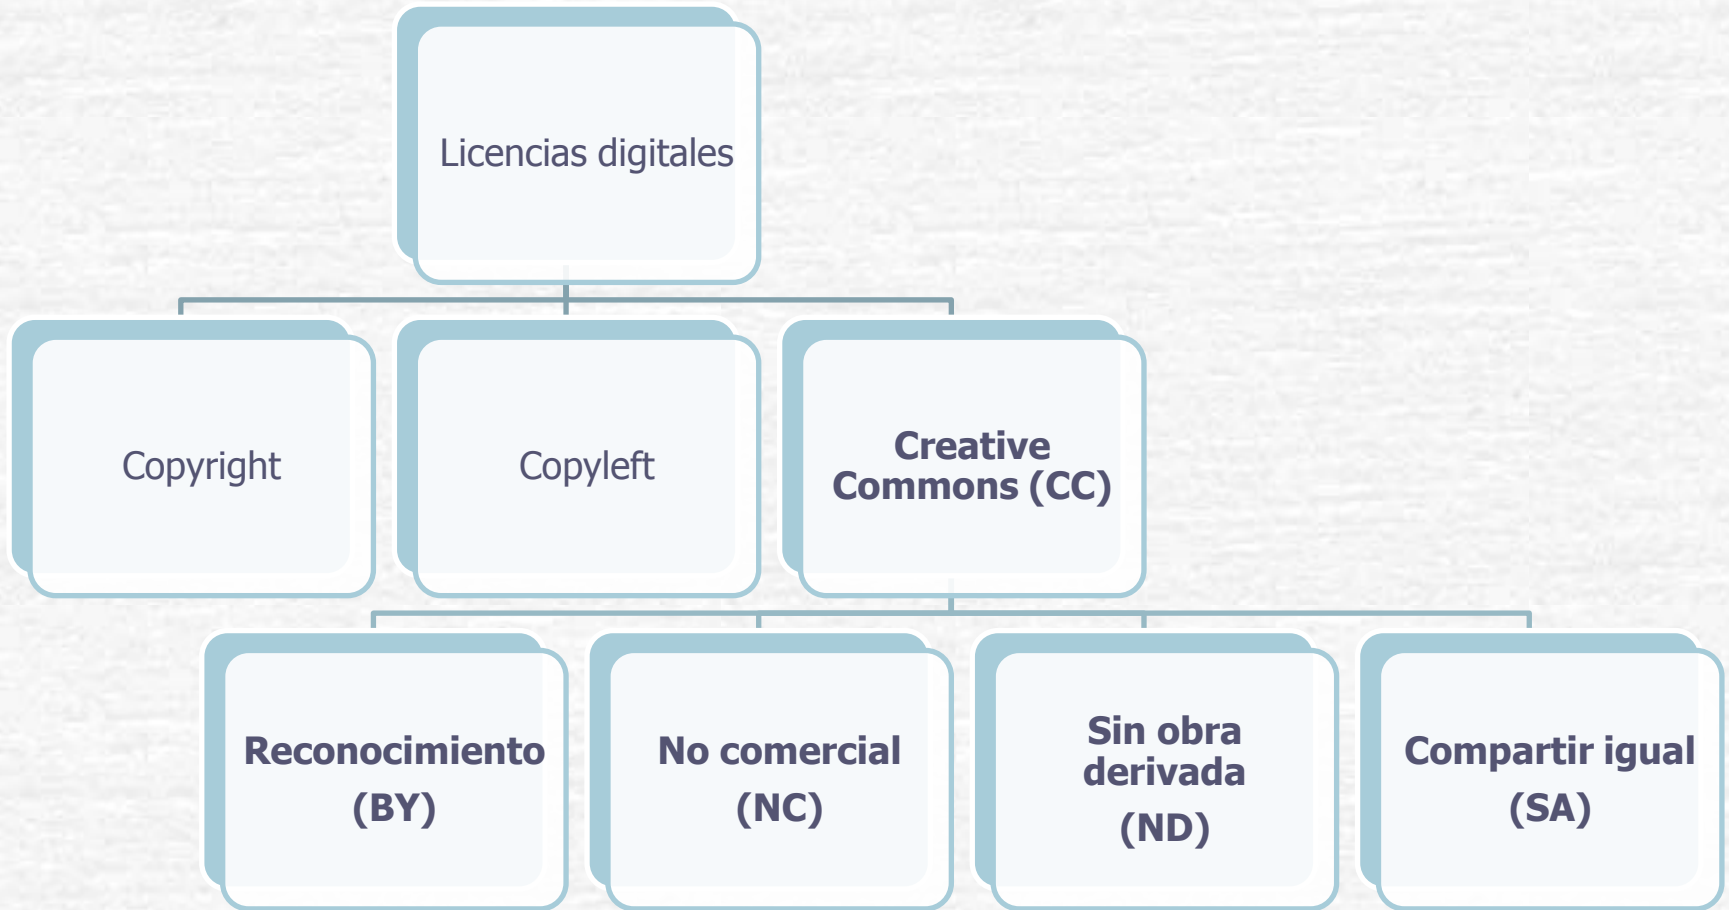 Licencias digitales
Copyright
Copyleft
Creative
Commons (CC)
Reconocimiento
(BY)
No comercial
(NC)
Sin obra
derivada
(ND)
Compartir igual
(SA)